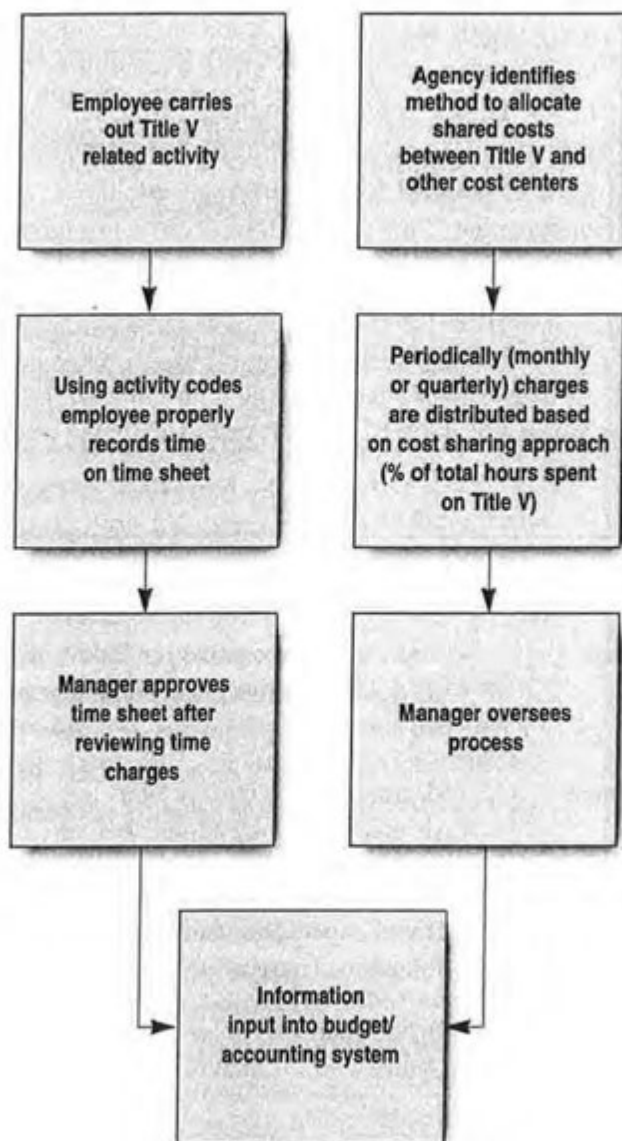 Employee carries
out Title V
related activity
Using activity codes
employee properly
records time
on time sheet
Manager approves
time sheet after
reviewing time
charges
Agency identifies
method to allocate
shared costs
between Title V and
other cost centers
Periodically (monthly
or quarterly) charges
are distributed based
on cost sharing approach
(% of total hours spent
on Title V)
Manager oversees
process
Information
input into budget/
accounting system